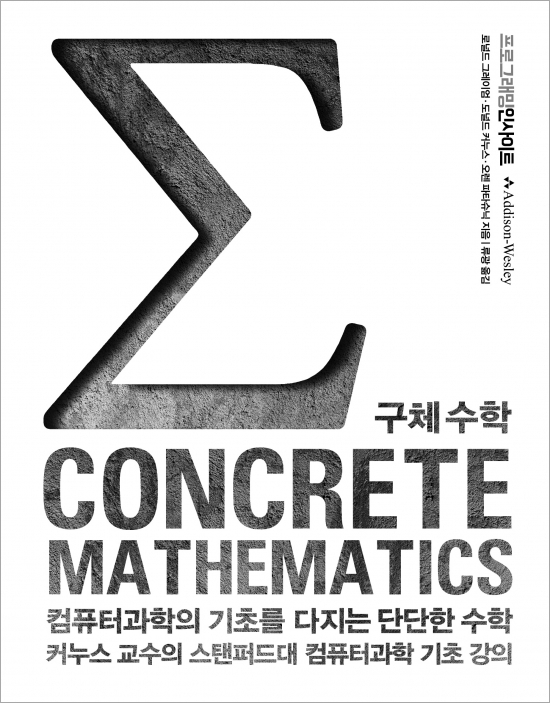 Σ
프로그래밍인사이트 Addison-Wesley
로널드 그레이엄·도널드 커누스·오렌 파타슈닉 지음 | 류광 옮김
구체 수학
CONCRETE
MATHEMATICS
컴퓨터과학의 기초를 다지는 단단한 수학
커누스 교수의 스탠퍼드대 컴퓨터과학 기초 강의